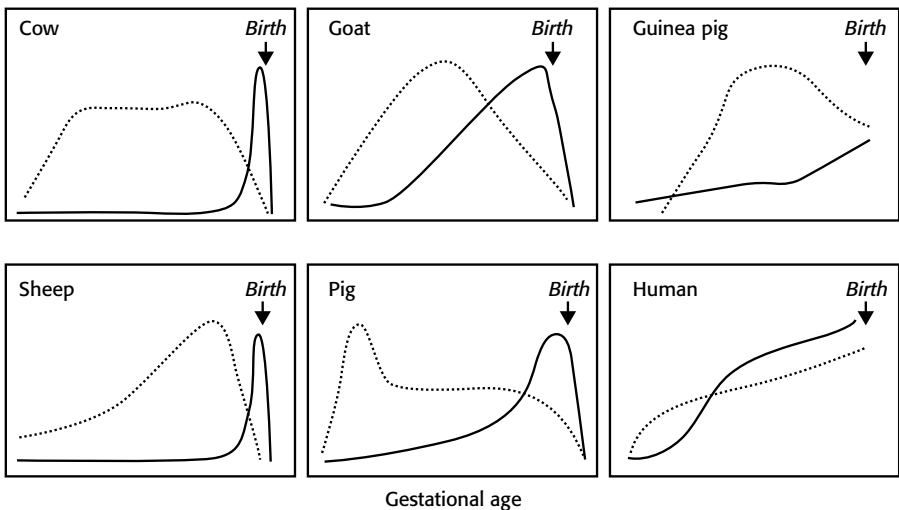 Cow
Birth
Goat
Birth
Guinea pig
Birth
Sheep
Birth
Pig
Birth
Human
Birth
Gestational age